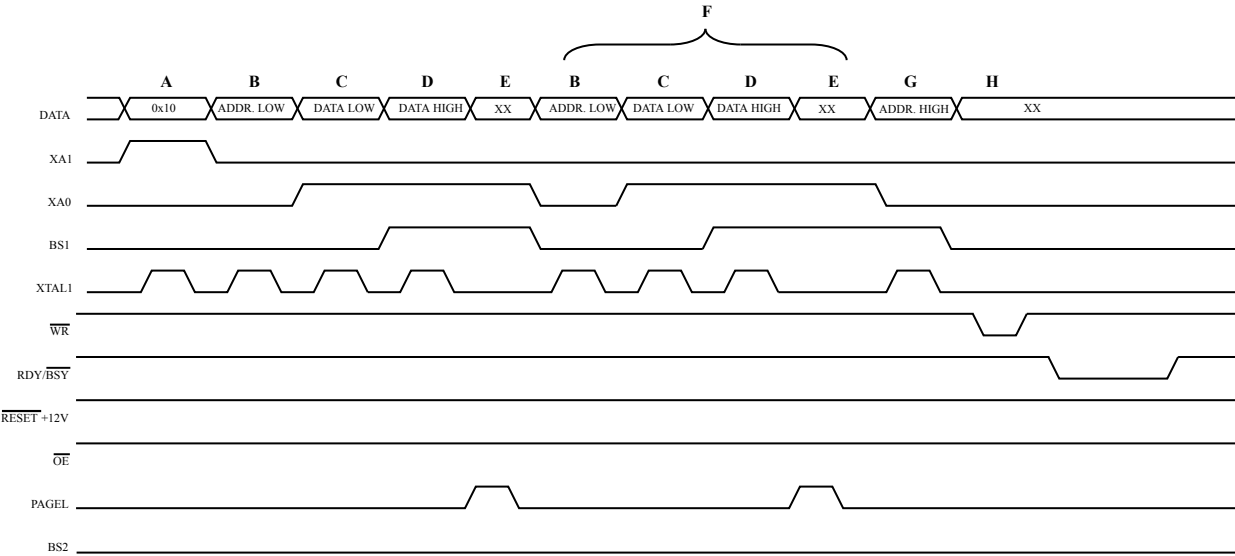 F
A B C D E B C D E G H
DATA 0x10 ADDR. LOW DATA LOW DATA HIGH XX ADDR. LOW DATA LOW DATA HIGH XX ADDR. HIGH XX
XA1
XA0
BS1
XTAL1
WR
RDY/BSY
RESET +12V
OE
PAGEL
BS2